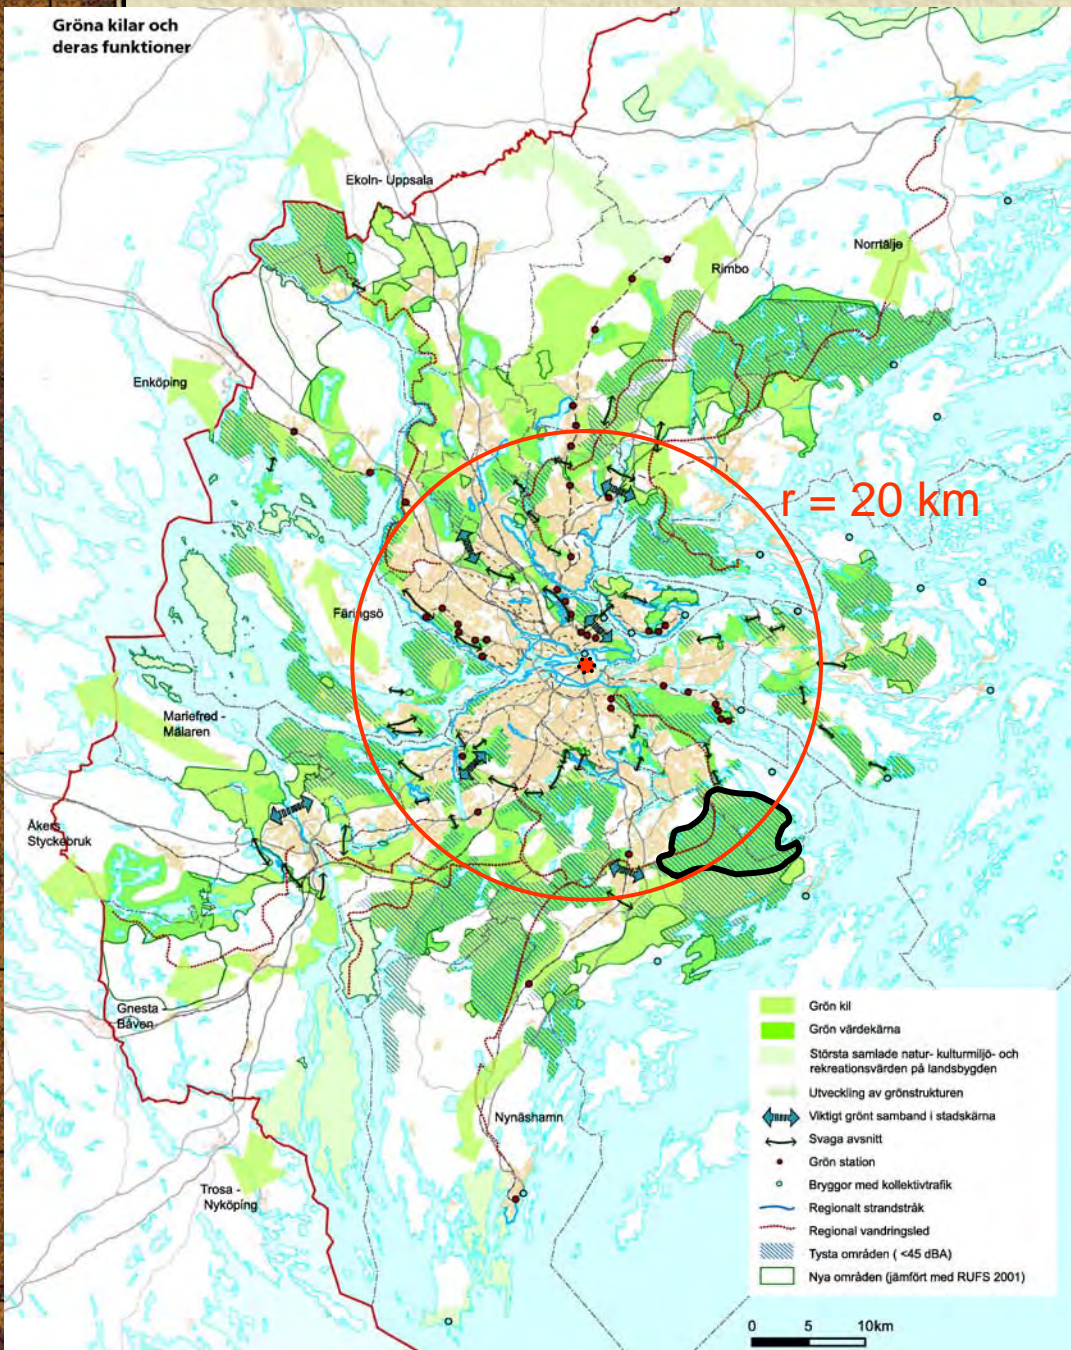 Gröna kilar och
deras funktioner
Ekoln- Uppsala
Norrtälje
Rimbo
Enköping
r = 20 km
Färingsö
Mariefred -
Mälaren
Åkers
Styckebruk
Gnesta -
Båven
Nynäshamn
Trosa -
Nyköping
Grön kil
Grön värdekärna
Största samlade natur- kulturmiljö- och
rekreationsvärden på landsbygden
Utveckling av grönstrukturen
Viktigt grönt samband i stadskärna
Svaga avsnitt
Grön station
Bryggor med kollektivtrafik
Regionalt strandstråk
Regional vandringsled
Tysta områden ( <45 dBA)
Nya områden (jämfört med RUFS 2001)
0 5 10km